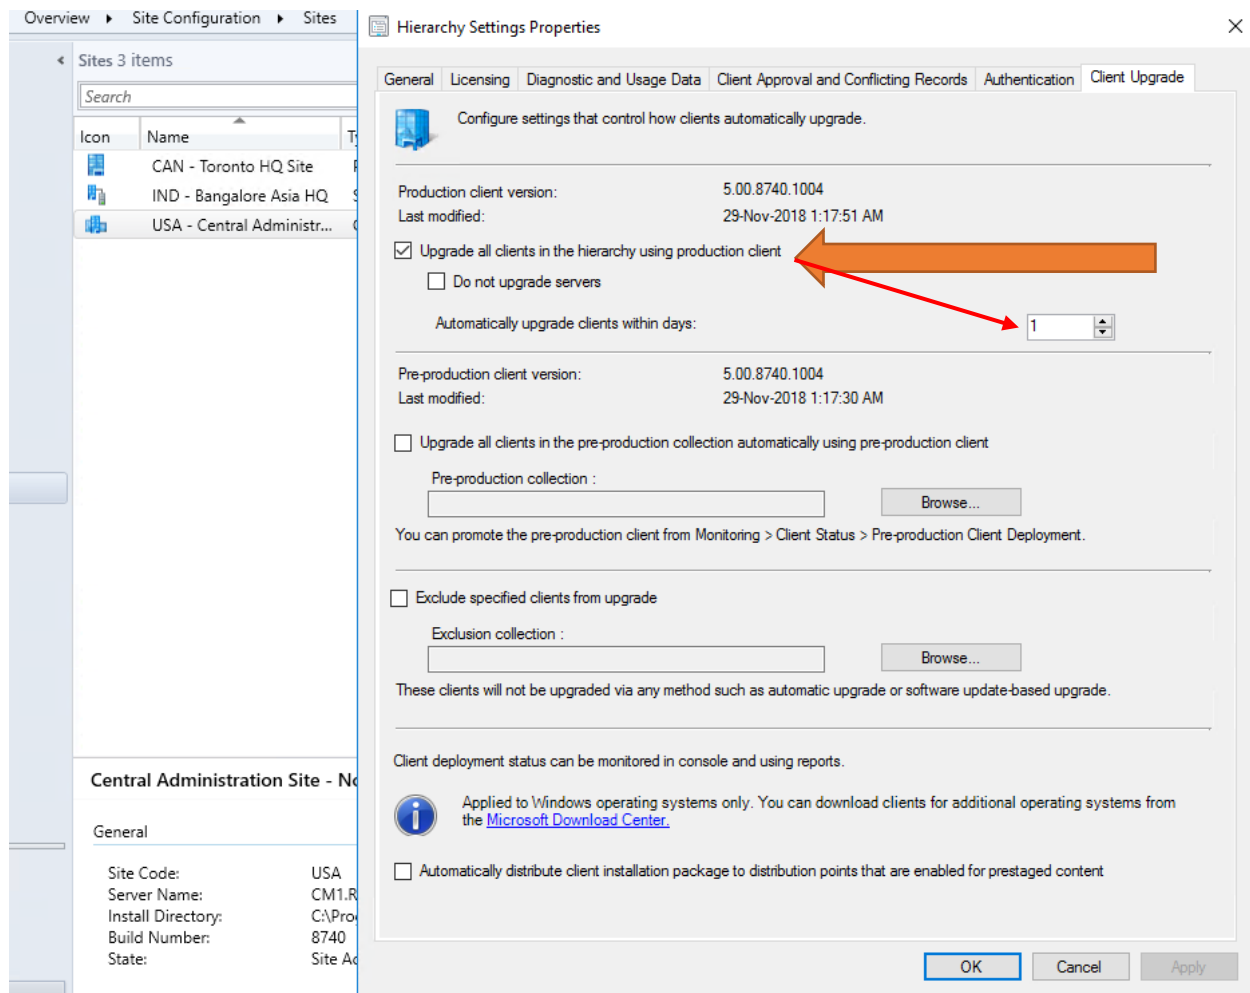 Overview ▸ Site Configuration ▸ Sites
Sites 3 items
Search
Icon Name
CAN - Toronto HQ Site
IND - Bangalore Asia HQ
USA - Central Administr...
Central Administration Site -
General
Site Code: USA
Server Name: CM1.R
Install Directory: C:\Pro
Build Number: 8740
State: Site
Hierarchy Settings Properties
General Licensing Diagnostic and Usage Data Client Approval and Conflicting Records Authentication Client Upgrade
Configure settings that control how clients automatically upgrade.
Production client version: 5.00.8740.1004
Last modified: 29-Nov-2018 1:17:51 AM
Upgrade all clients in the hierarchy using production client
Do not upgrade servers
Automatically upgrade clients within days: 1
Pre-production client version: 5.00.8740.1004
Last modified: 29-Nov-2018 1:17:30 AM
Upgrade all clients in the pre-production collection automatically using pre-production client
Pre-production collection :
Browse...
You can promote the pre-production client from Monitoring > Client Status > Pre-production Client Deployment.
Exclude specified clients from upgrade
Exclusion collection :
Browse...
These clients will not be upgraded via any method such as automatic upgrade or software update-based upgrade.
Client deployment status can be monitored in console and using reports.
Applied to Windows operating systems only. You can download clients for additional operating systems from
the Microsoft Download Center.
Automatically distribute client installation package to distribution points that are enabled for prestaged content
OK Cancel Apply